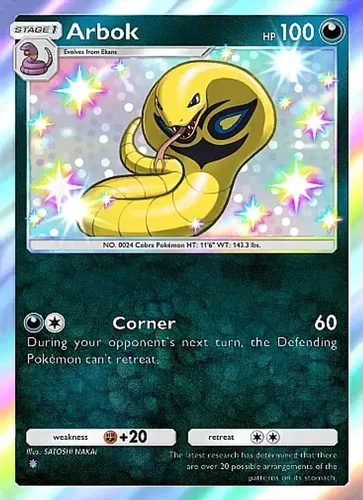 STAGE 1
Arbok
HP 100
Evolves from Ekans
NO. 0024 Cobra Pokémon HT: 11'6" WT: 143.3 lbs.
Corner 60
During your opponent's next turn, the Defending
Pokémon can't retreat.
weakness +20 retreat
Illus. SATOSHI NAKAI
The latest research has determined that there
are over 20 possible arrangements of the
patterns on its stomach.